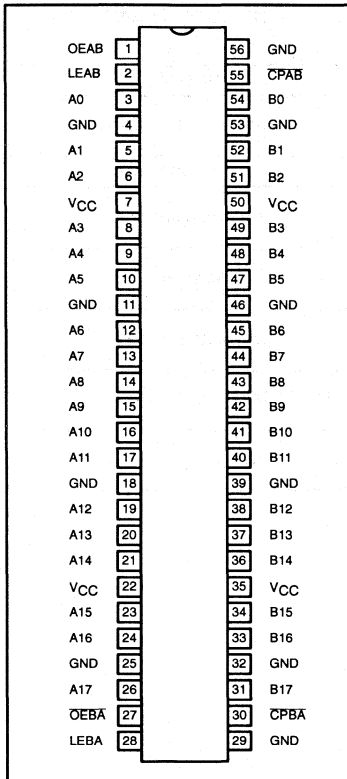 OEAB 1 56 GND
LEAB 2 55 C̅P̅A̅B̅
A0 3 54 B0
GND 4 53 GND
A1 5 52 B1
A2 6 51 B2
VCC 7 50 VCC
A3 8 49 B3
A4 9 48 B4
A5 10 47 B5
GND 11 46 GND
A6 12 45 B6
A7 13 44 B7
A8 14 43 B8
A9 15 42 B9
A10 16 41 B10
A11 17 40 B11
GND 18 39 GND
A12 19 38 B12
A13 20 37 B13
A14 21 36 B14
VCC 22 35 VCC
A15 23 34 B15
A16 24 33 B16
GND 25 32 GND
A17 26 31 B17
O̅E̅B̅A̅ 27 30 C̅P̅B̅A̅
LEBA 28 29 GND